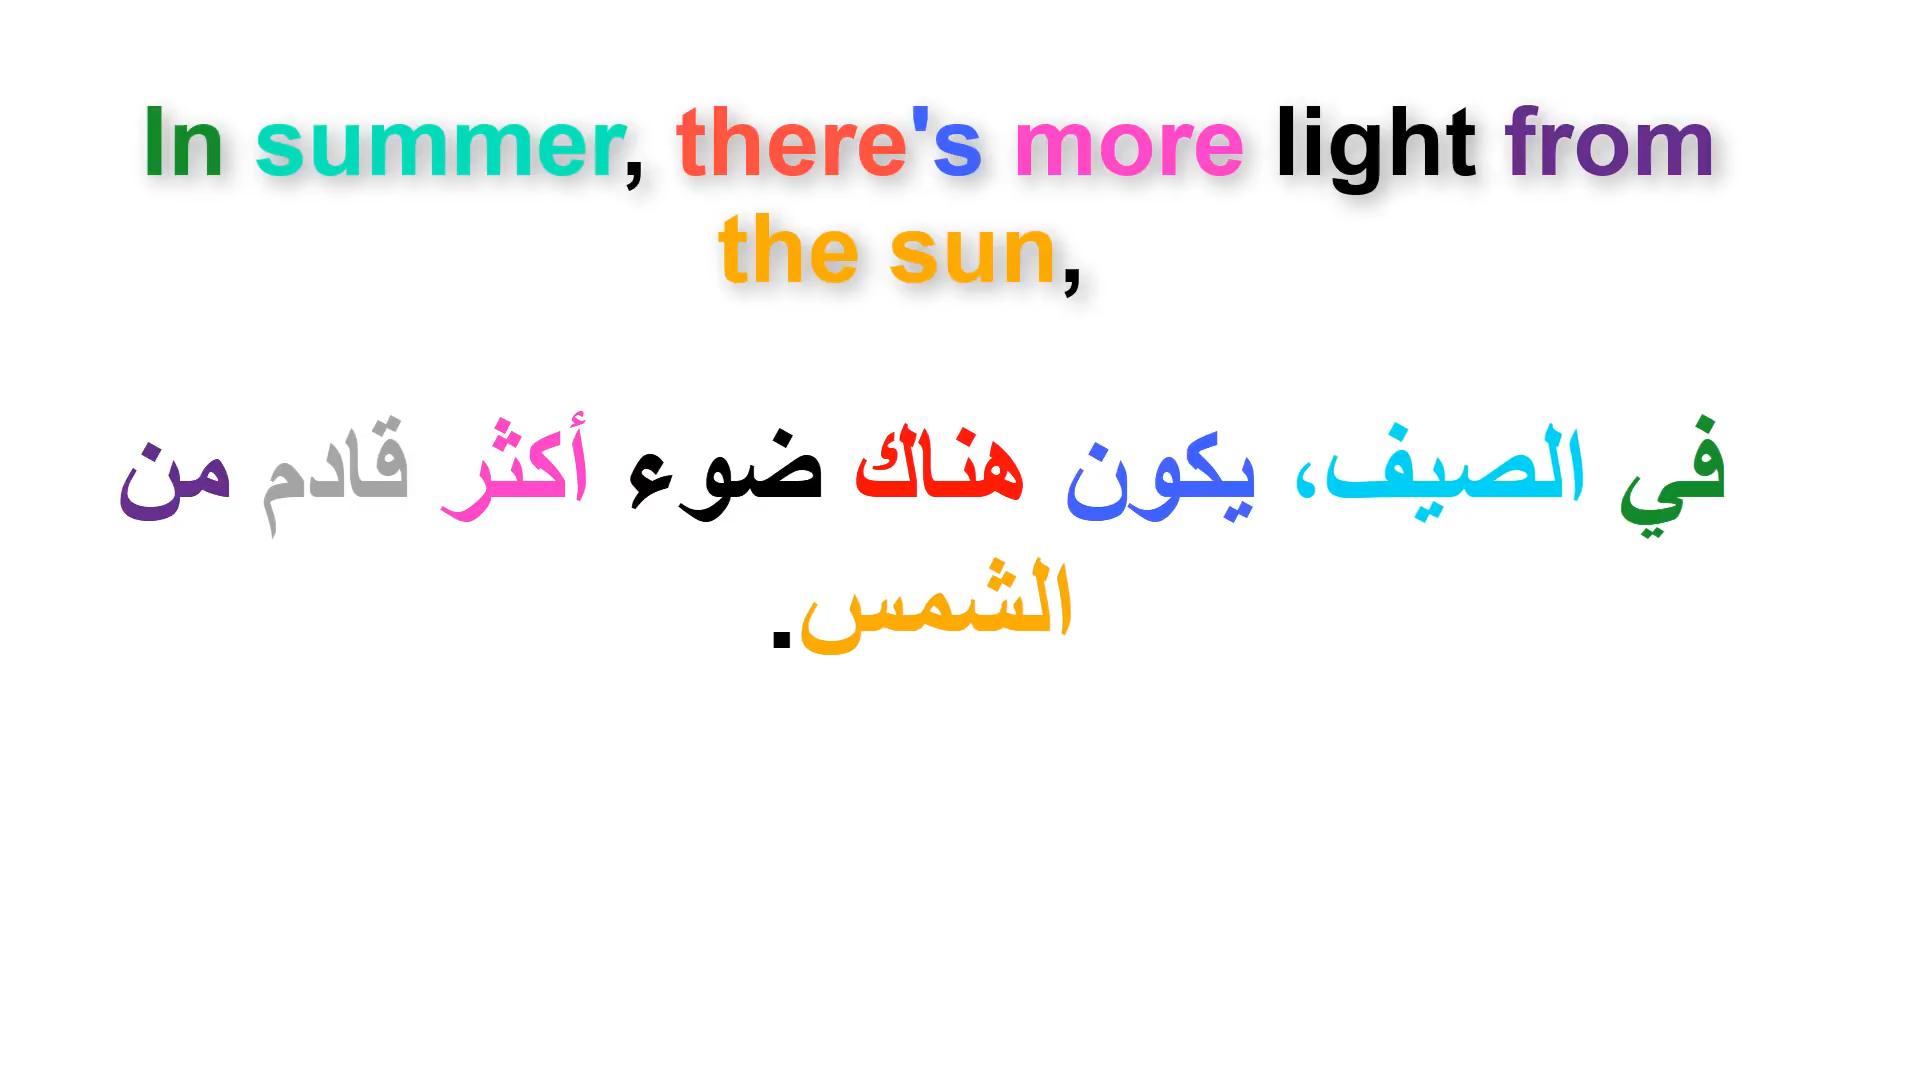 In summer, there's more light from
the sun,
في الصيف، يكون هناك ضوء أكثر قادم من
الشمس.